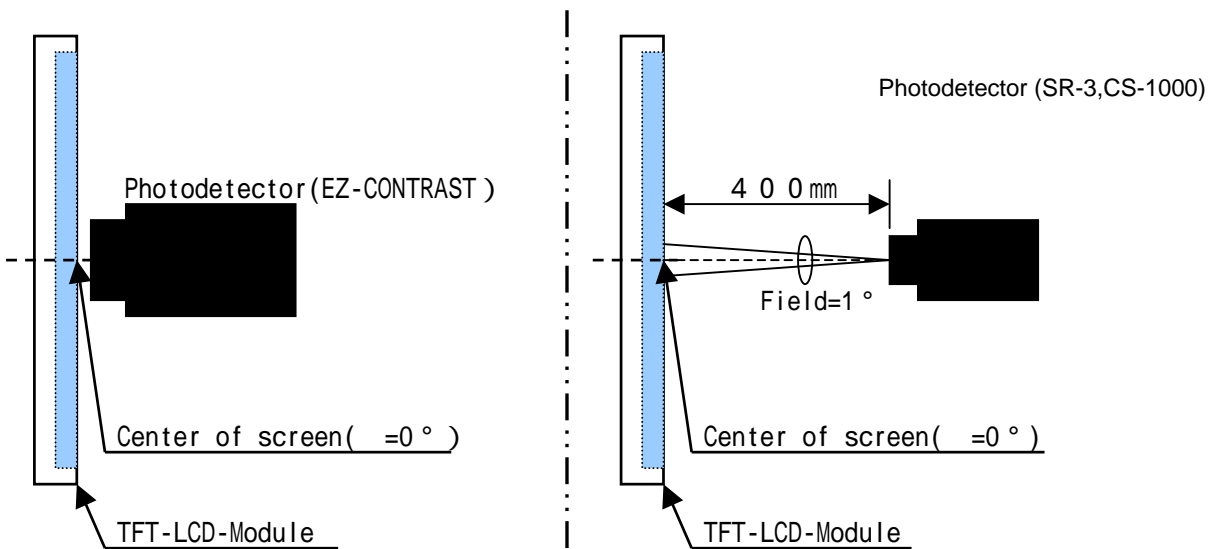 Photodetector(EZ-CONTRAST)
Center of screen( =0°)
TFT-LCD-Module
Photodetector (SR-3,CS-1000)
400mm
Field=1°
Center of screen( =0°)
TFT-LCD-Module